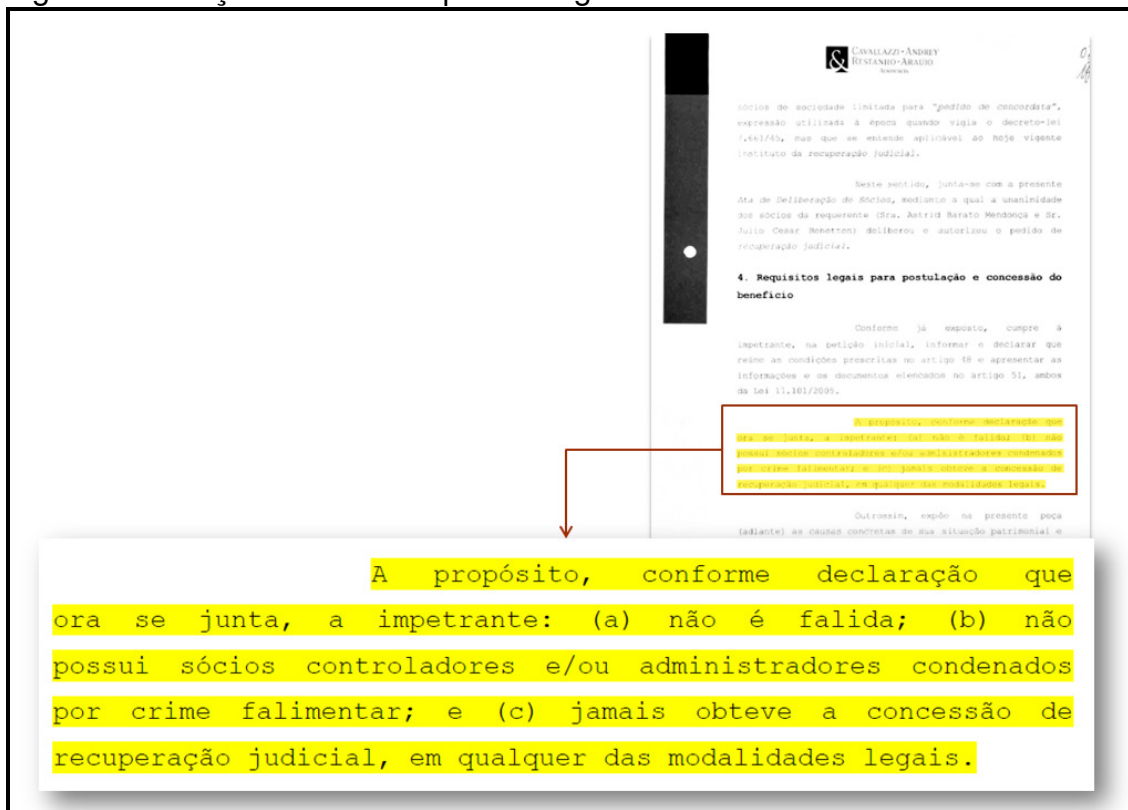 CAVALLAZZI·ANDREY
RESTANHO·ARAUJO
ADVOCACIA
sócios de sociedade limitada para "pedido de concordata",
expressão utilizada à época quando vigia o decreto-lei
7.661/45, mas que se entende aplicável ao hoje vigente
instituto da recuperação judicial.
Neste sentido, junta-se com a presente
Ata de Deliberação de Sócios, mediante a qual a unanimidade
dos sócios da requerente (Sra. Astrid Barato Mendonça e Sr.
Julio Cesar Benetton) deliberou e autorizou o pedido de
recuperação judicial.
4. Requisitos legais para postulação e concessão do
benefício
Conforme já exposto, cumpre à
impetrante, na petição inicial, informar e declarar que
reúne as condições prescritas no artigo 48 e apresentar as
informações e os documentos elencados no artigo 51, ambos
da Lei 11.101/2005.
A propósito, conforme declaração que
ora se junta, a impetrante: (a) não é falida; (b) não
possui sócios controladores e/ou administradores condenados
por crime falimentar; e (c) jamais obteve a concessão de
recuperação judicial, em qualquer das modalidades legais.
Outrossim, expõe na presente peça
(adiante) as causas concretas de sua situação patrimonial e
A propósito, conforme declaração que
ora se junta, a impetrante: (a) não é falida; (b) não
possui sócios controladores e/ou administradores condenados
por crime falimentar; e (c) jamais obteve a concessão de
recuperação judicial, em qualquer das modalidades legais.